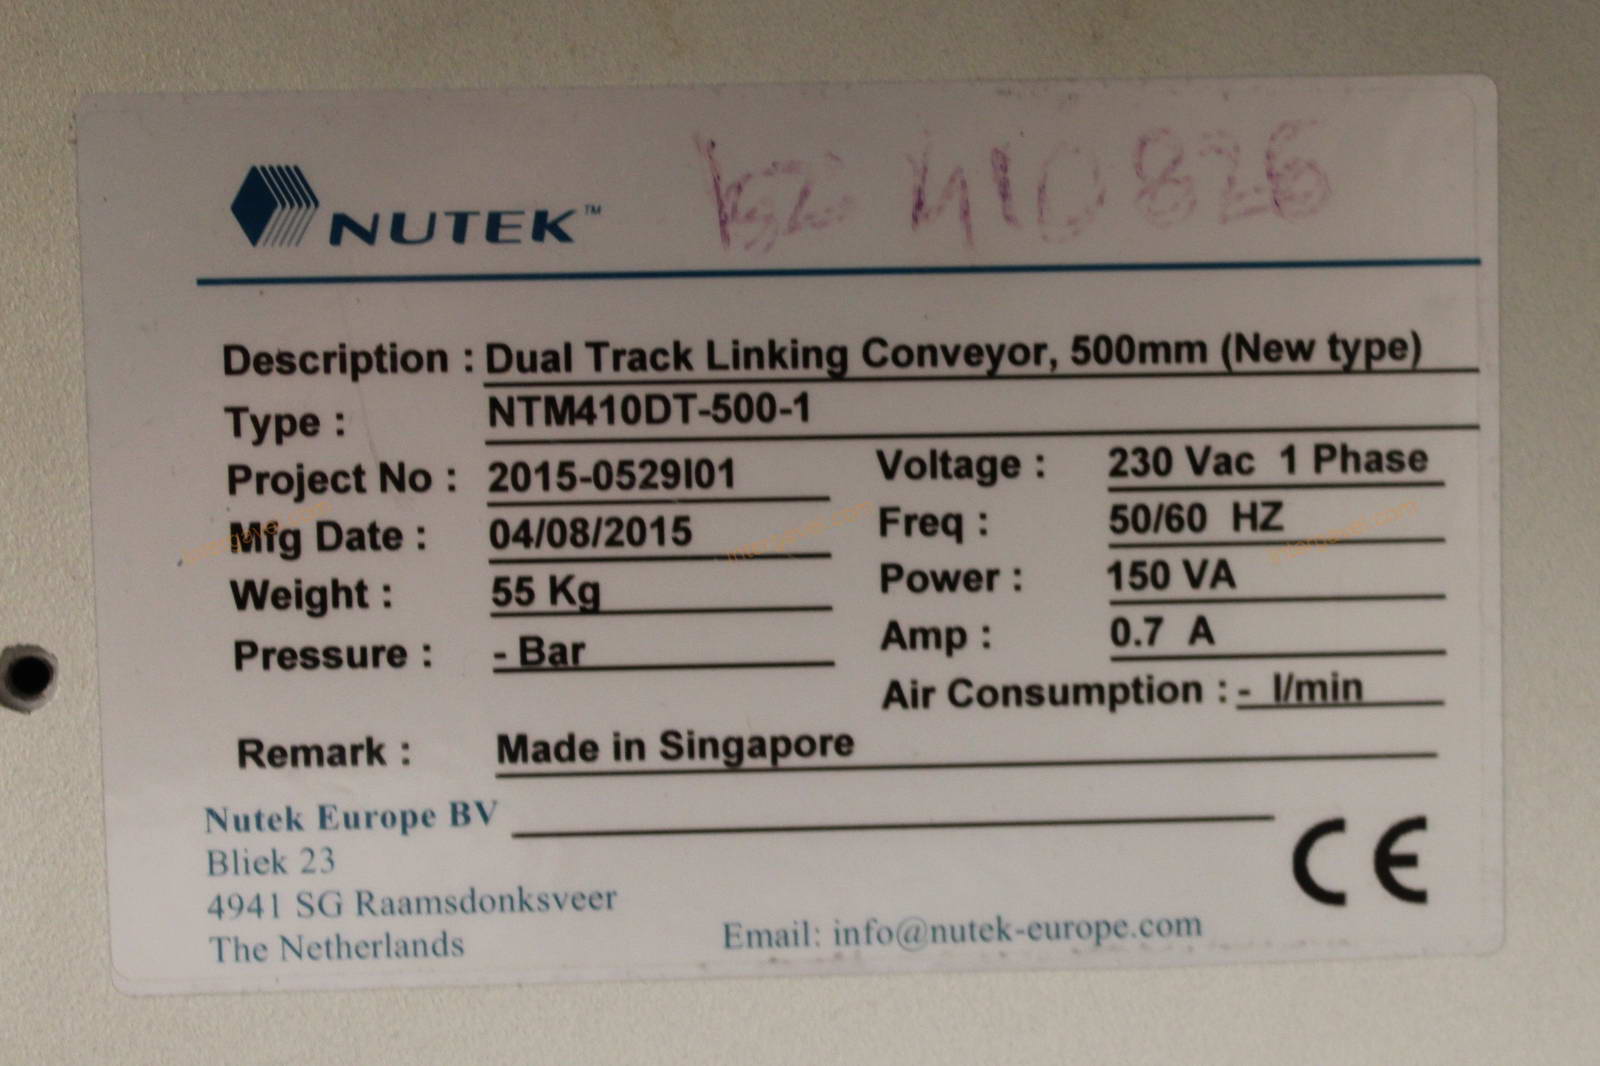 NUTEK™
410826
Description : Dual Track Linking Conveyor, 500mm (New type)
Type : NTM410DT-500-1
Project No : 2015-0529I01 Voltage : 230 Vac 1 Phase
Mfg Date : 04/08/2015 Freq : 50/60 HZ
Weight : 55 Kg Power : 150 VA
Pressure : - Bar Amp : 0.7 A
Air Consumption : - l/min
Remark : Made in Singapore
Nutek Europe BV
Bliek 23
4941 SG Raamsdonksveer
The Netherlands
Email: info@nutek-europe.com
CE